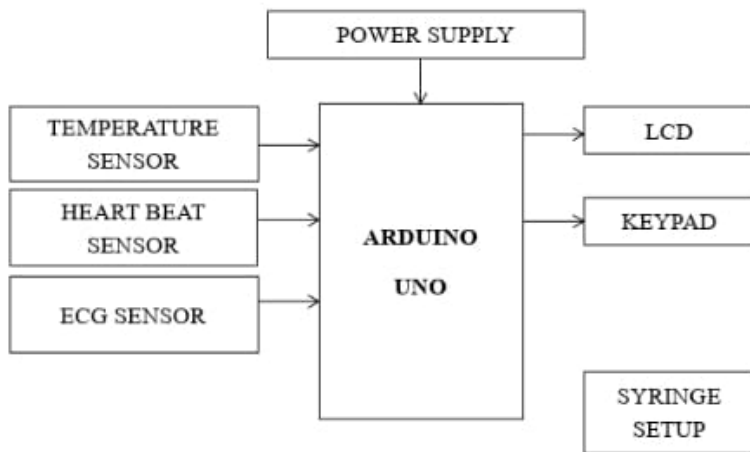 POWER SUPPLY
TEMPERATURE
SENSOR
HEART BEAT
SENSOR
ECG SENSOR
ARDUINO
UNO
LCD
KEYPAD
SYRINGE
SETUP